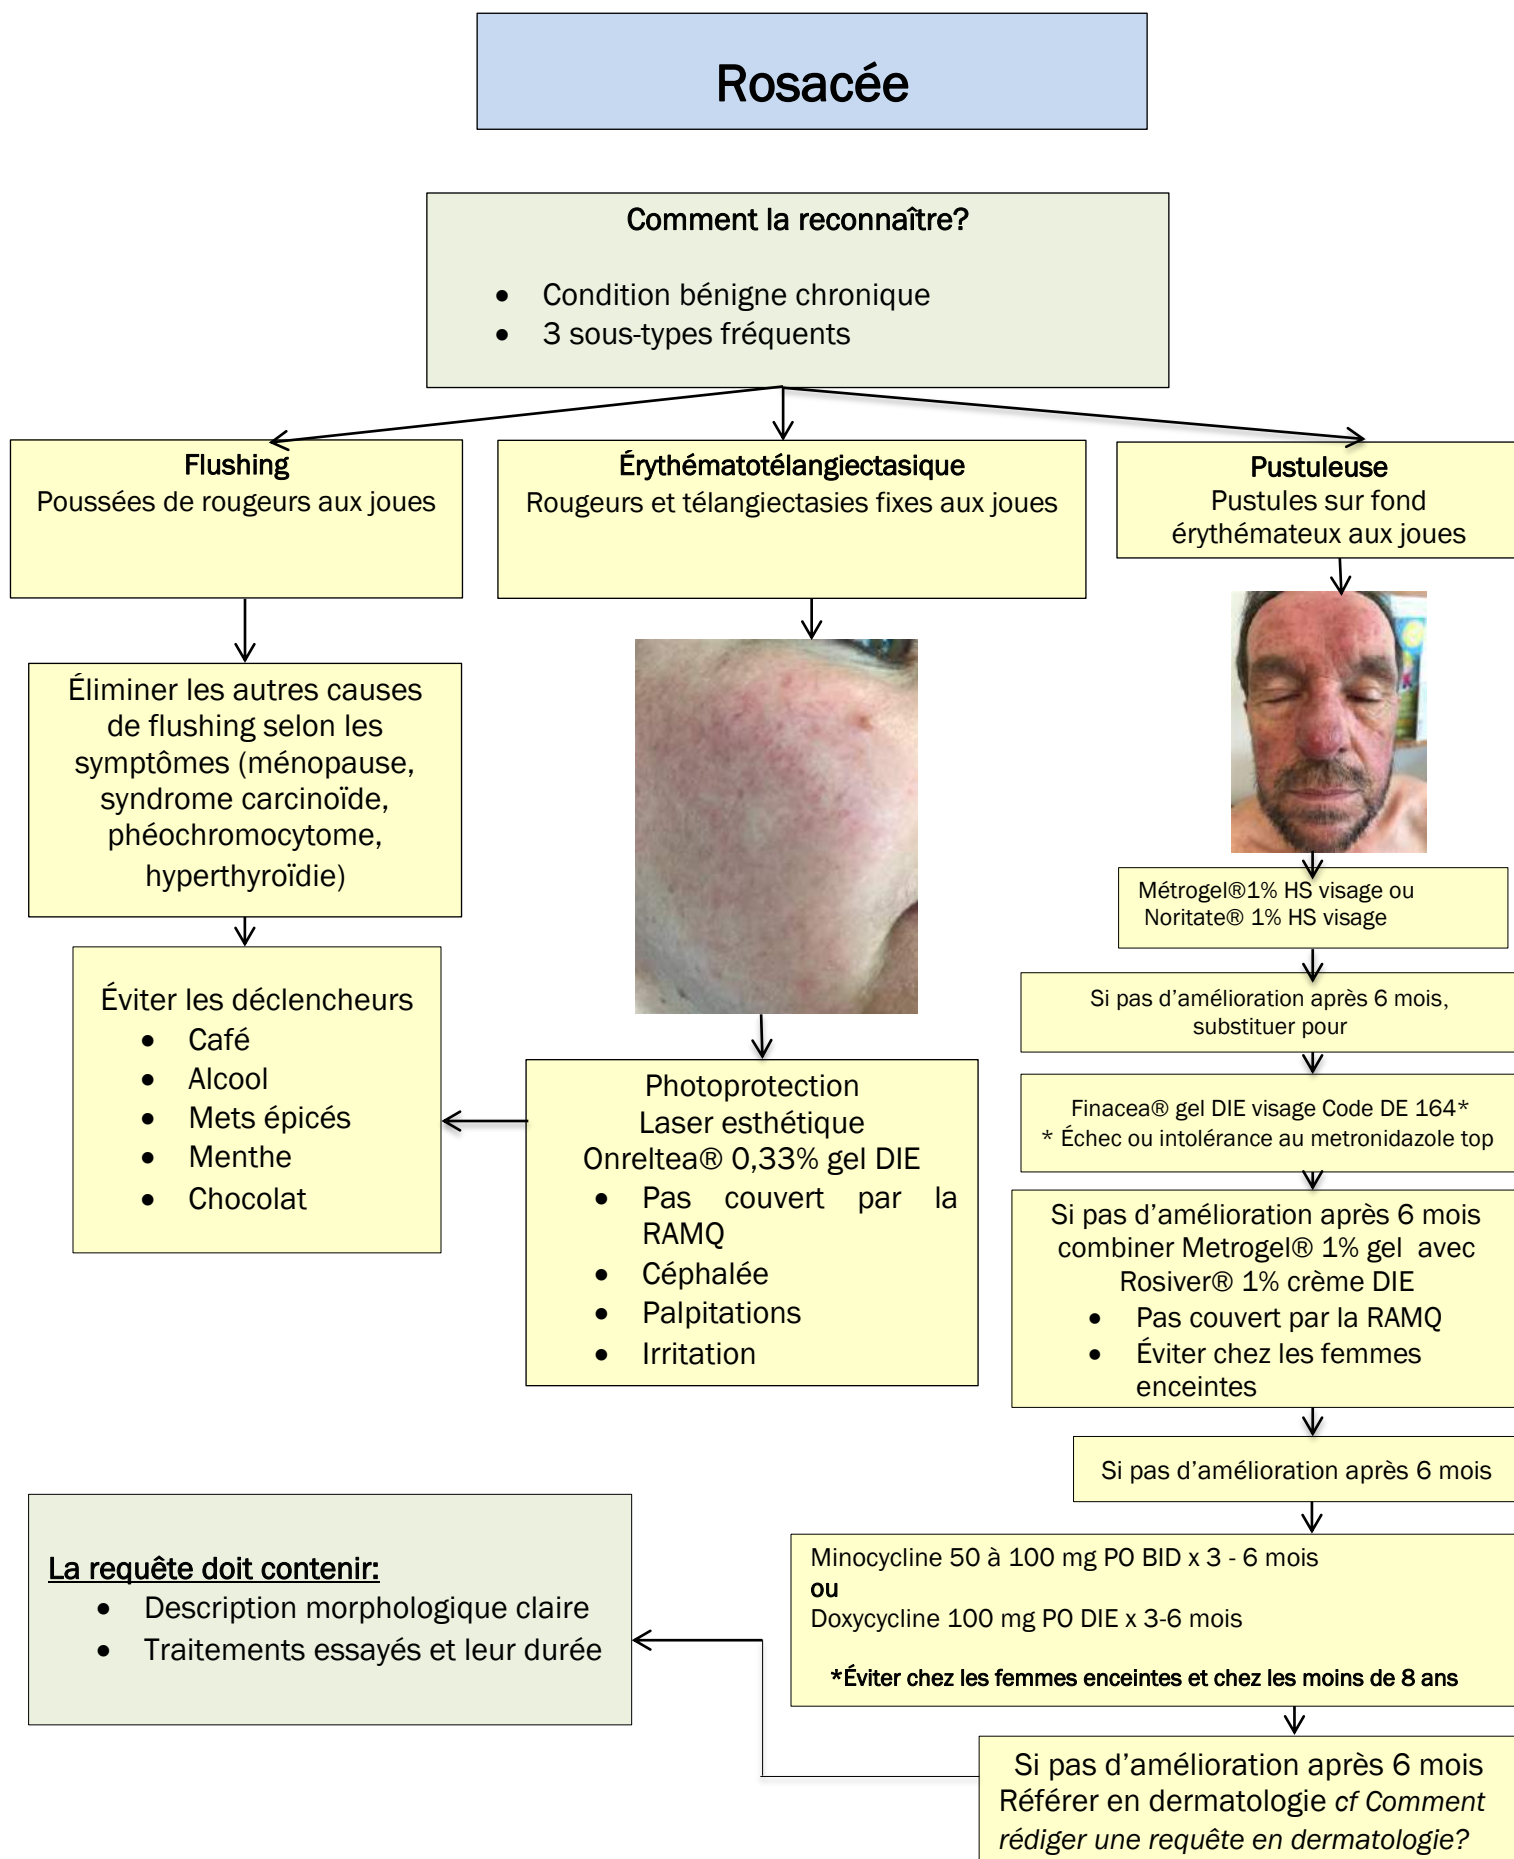 Rosacée
Comment la reconnaître?
• Condition bénigne chronique
• 3 sous-types fréquents
Flushing
Poussées de rougeurs aux joues
Érythématotélangiectasique
Rougeurs et télangiectasies fixes aux joues
Pustuleuse
Pustules sur fond
érythémateux aux joues
Éliminer les autres causes
de flushing selon les
symptômes (ménopause,
syndrome carcinoïde,
phéochromocytome,
hyperthyroïdie)
Éviter les déclencheurs
• Café
• Alcool
• Mets épicés
• Menthe
• Chocolat
Photoprotection
Laser esthétique
Onreltea® 0,33% gel DIE
• Pas couvert par la
RAMQ
• Céphalée
• Palpitations
• Irritation
Métrogel®1% HS visage ou
Noritate® 1% HS visage
Si pas d'amélioration après 6 mois,
substituer pour
Finacea® gel DIE visage Code DE 164*
* Échec ou intolérance au metronidazole top
Si pas d'amélioration après 6 mois
combiner Metrogel® 1% gel avec
Rosiver® 1% crème DIE
• Pas couvert par la RAMQ
• Éviter chez les femmes
enceintes
Si pas d'amélioration après 6 mois
Minocycline 50 à 100 mg PO BID x 3 - 6 mois
ou
Doxycycline 100 mg PO DIE x 3-6 mois
*Éviter chez les femmes enceintes et chez les moins de 8 ans
Si pas d'amélioration après 6 mois
Référer en dermatologie cf Comment
rédiger une requête en dermatologie?
La requête doit contenir:
• Description morphologique claire
• Traitements essayés et leur durée